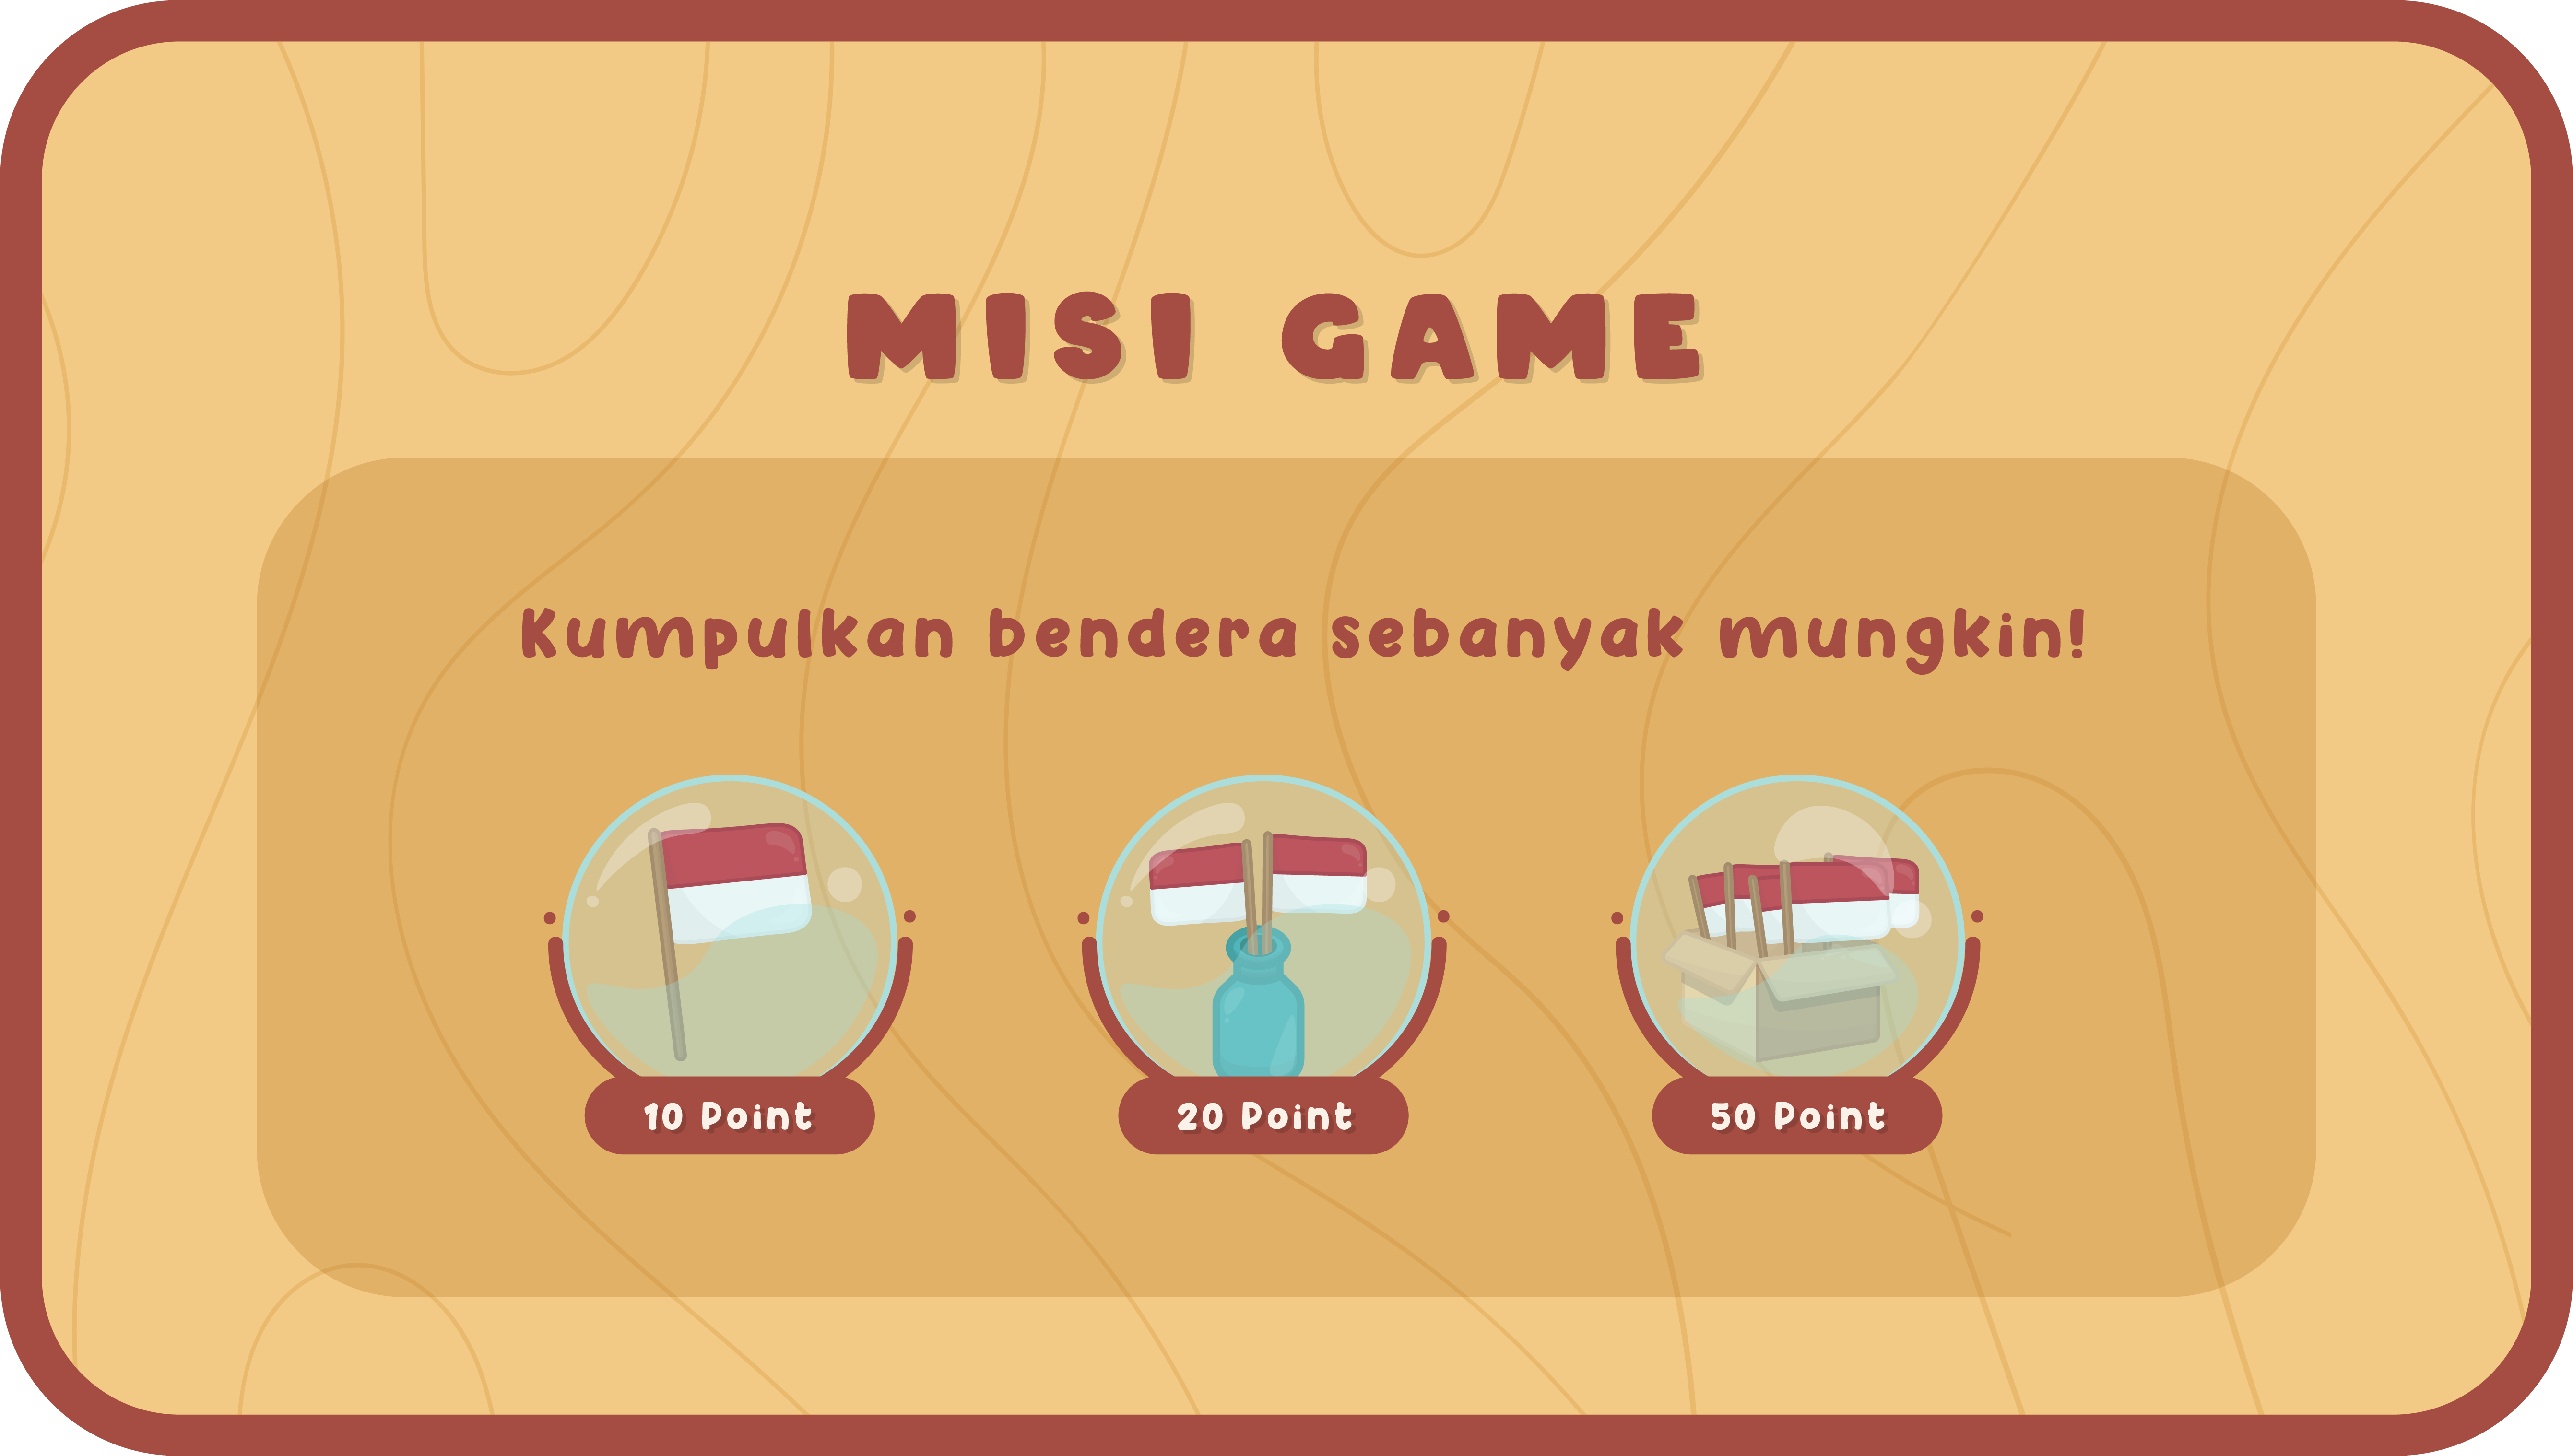 MISI GAME
Kumpulkan bendera sebanyak mungkin!
10 Point
20 Point
50 Point